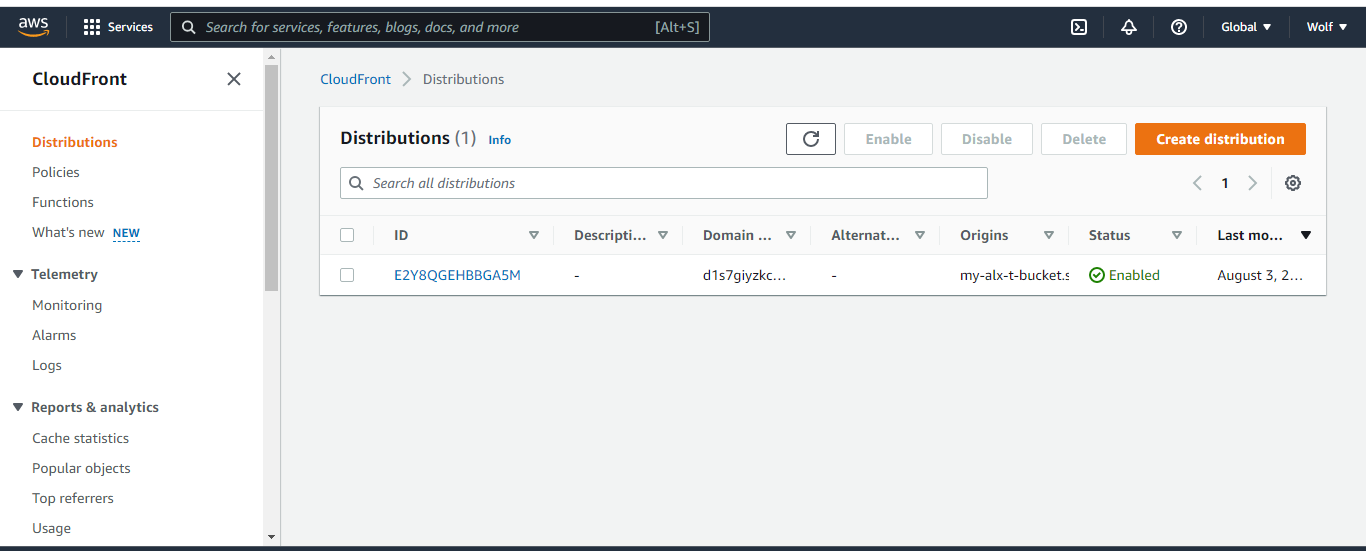 aws Services Search for services, features, blogs, docs, and more [Alt+S] Global Wolf
CloudFront
Distributions
Policies
Functions
What's new NEW
Telemetry
Monitoring
Alarms
Logs
Reports & analytics
Cache statistics
Popular objects
Top referrers
Usage
CloudFront Distributions
Distributions (1) Info Enable Disable Delete Create distribution
Search all distributions 1
ID Descripti... Domain ... Alternat... Origins Status Last mo...
E2Y8QGEHBBGA5M - d1s7giyzkc... - my-alx-t-bucket.s Enabled August 3, 2...